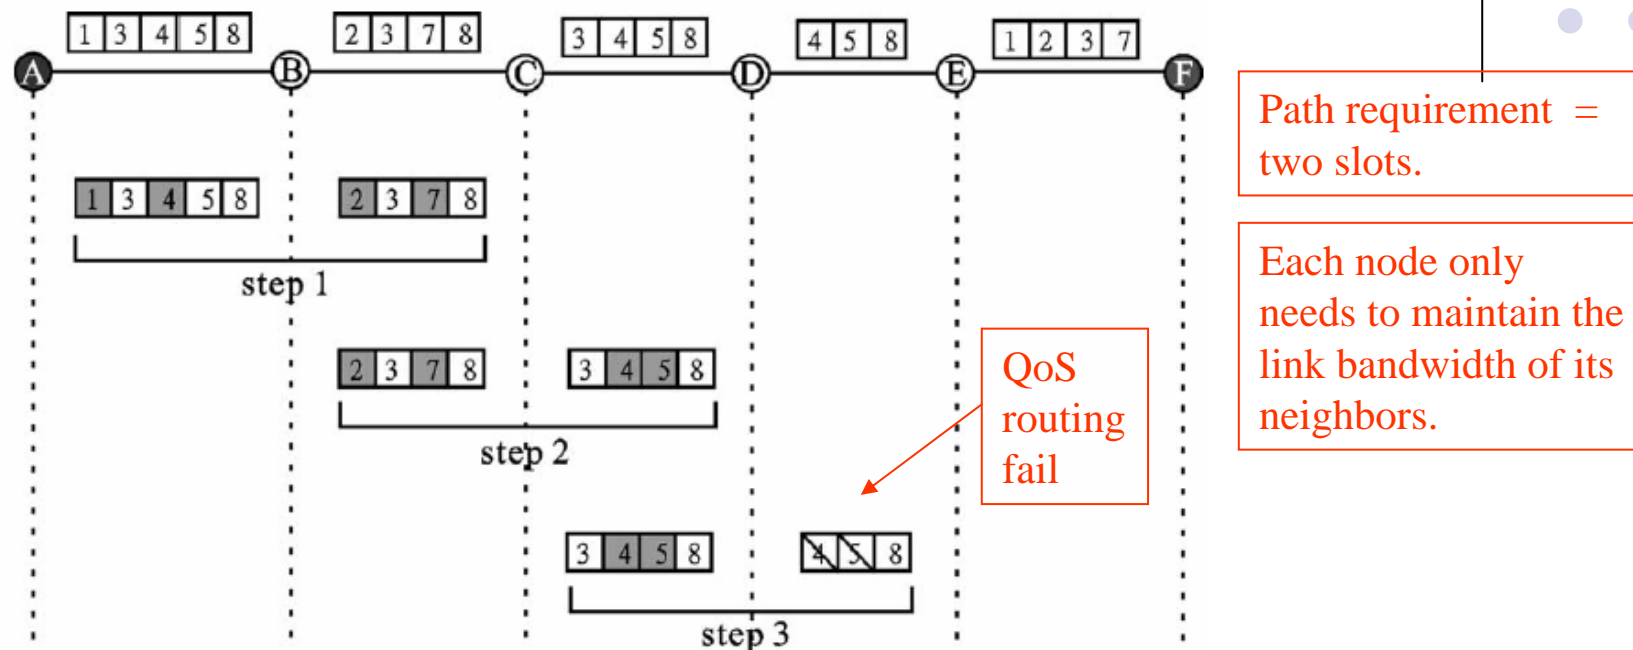 1 3 4 5 8
2 3 7 8
3 4 5 8
4 5 8
1 2 3 7
A B C D E F
Path requirement =
two slots.
1 3 4 5 8
2 3 7 8
step 1
Each node only
needs to maintain the
link bandwidth of its
neighbors.
2 3 7 8
3 4 5 8
step 2
QoS
routing
fail
3 4 5 8
4 5 8
step 3